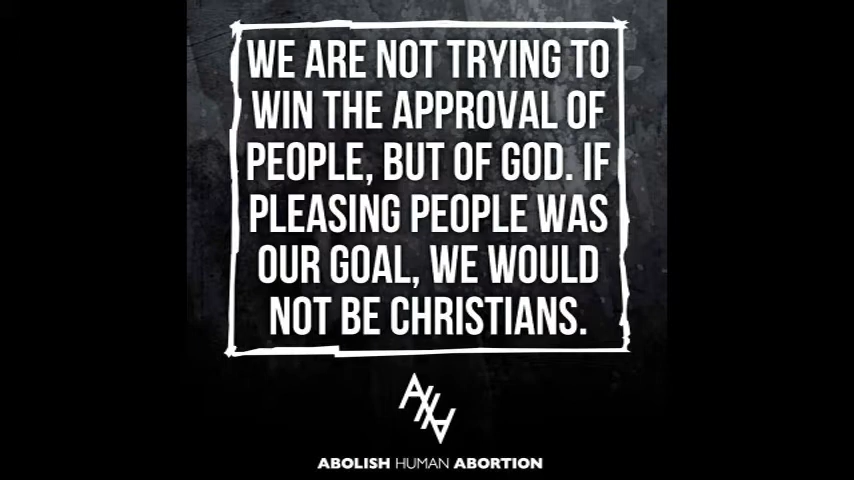 WE ARE NOT TRYING TO
WIN THE APPROVAL OF
PEOPLE, BUT OF GOD. IF
PLEASING PEOPLE WAS
OUR GOAL, WE WOULD
NOT BE CHRISTIANS.
AHA
ABOLISH HUMAN ABORTION